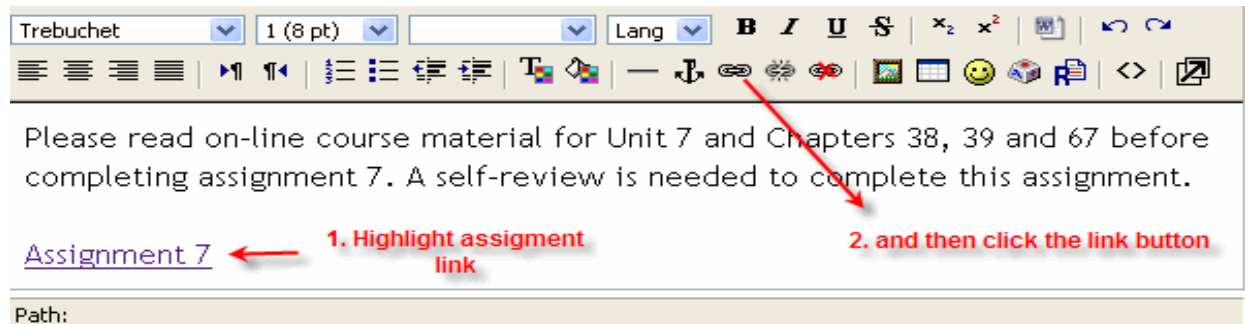 Trebuchet 1 (8 pt) Lang B I U S x₂ x²
Please read on-line course material for Unit 7 and Chapters 38, 39 and 67 before
completing assignment 7. A self-review is needed to complete this assignment.
Assignment 7
1. Highlight assigment
link
2. and then click the link button
Path: